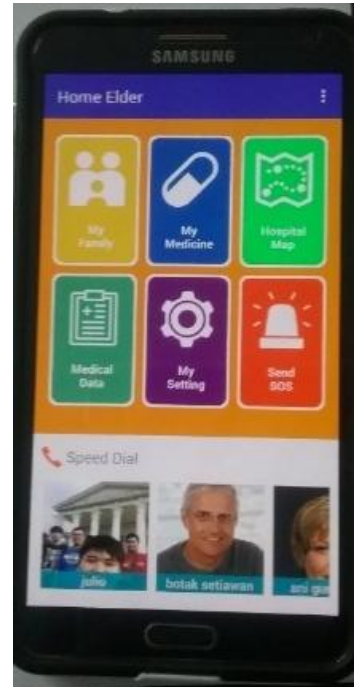 SAMSUNG
Home Elder
My
Family
My
Medicine
Hospital
Map
Medical
Data
My
Setting
Send
SOS
Speed Dial
julio
botak setiawan
ani